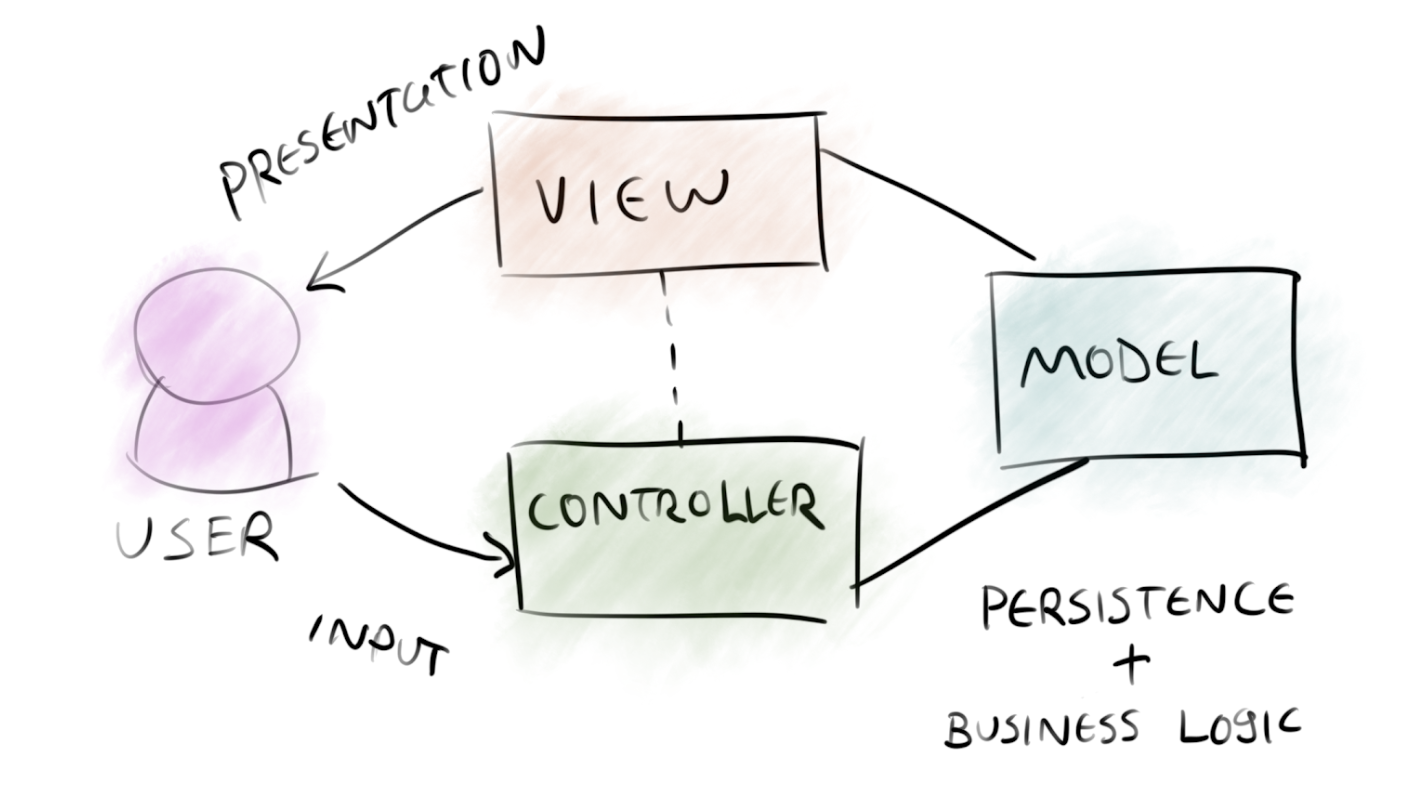 PRESENTATION
VIEW
MODEL
CONTROLLER
USER
INPUT
PERSISTENCE
+
BUSINESS LOGIC